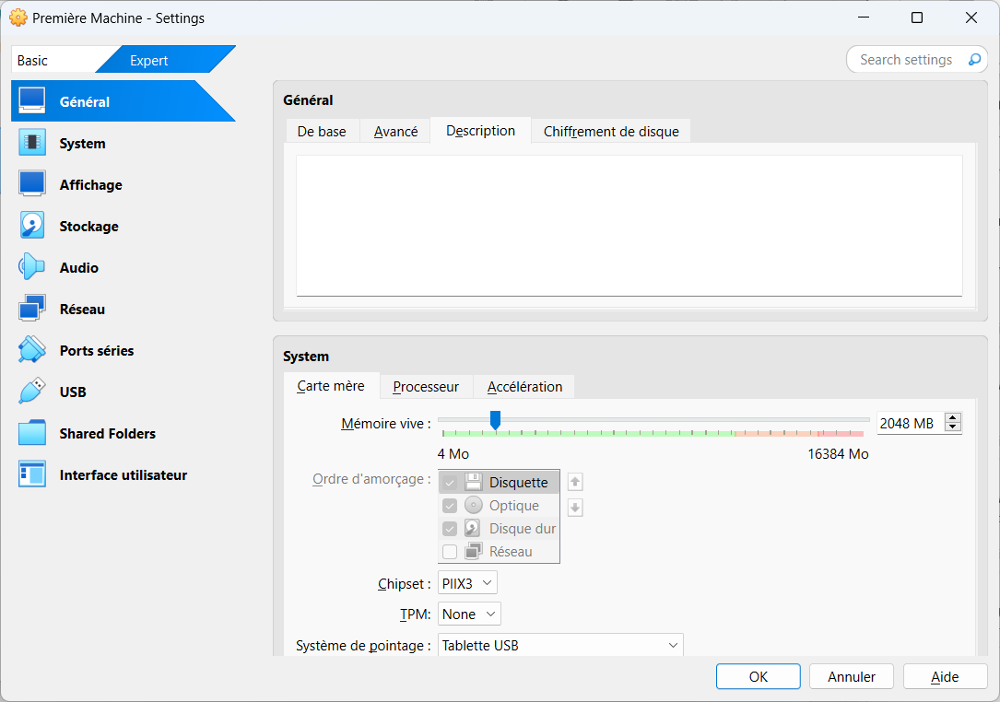 Première Machine - Settings
Basic
Expert
Search settings
Général
System
Affichage
Stockage
Audio
Réseau
Ports séries
USB
Shared Folders
Interface utilisateur
Général
De base
Avancé
Description
Chiffrement de disque
System
Carte mère
Processeur
Accélération
Mémoire vive :
2048 MB
4 Mo
16384 Mo
Ordre d'amorçage :
Disquette
Optique
Disque dur
Réseau
Chipset :
PIIX3
TPM:
None
Système de pointage :
Tablette USB
OK
Annuler
Aide